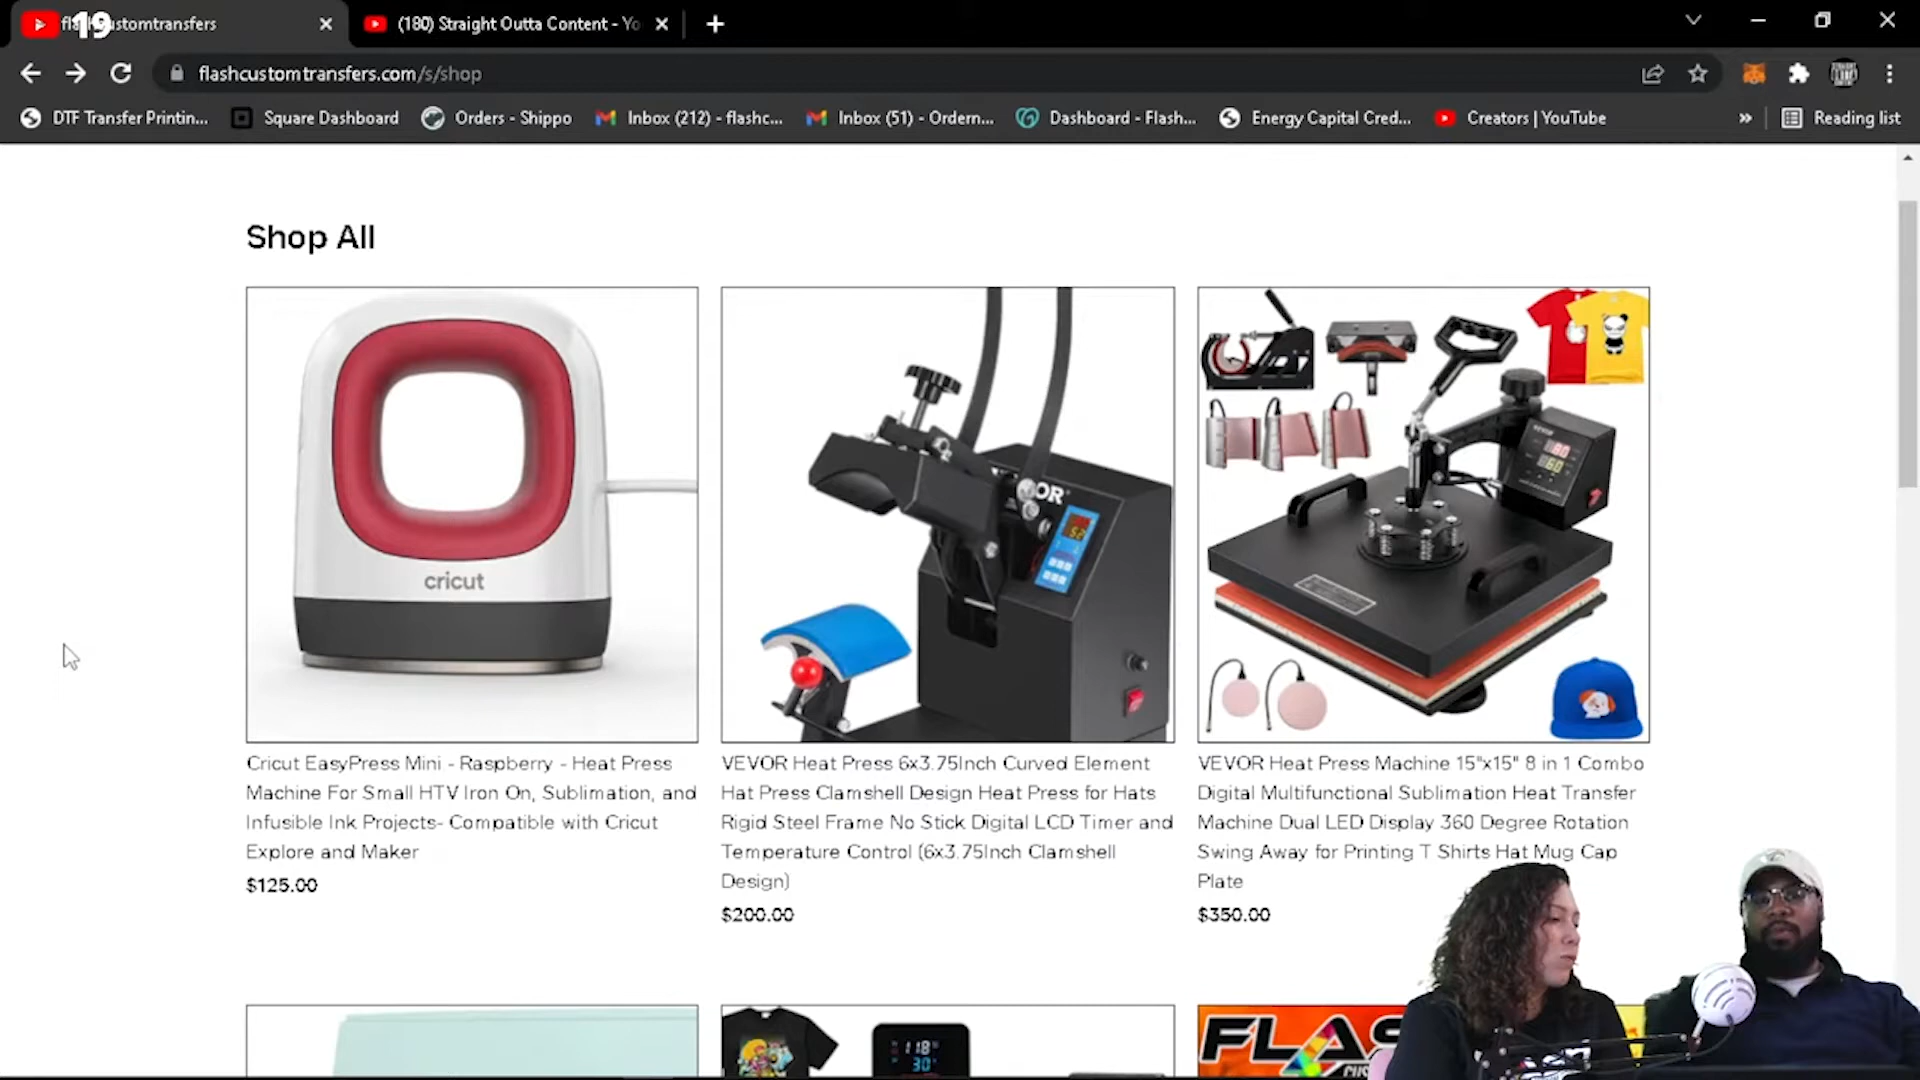 flashcustomtransfers
19
(180) Straight Outta Content - Yo
flashcustomtransfers.com/s/shop
DTF Transfer Printin...
Square Dashboard
Orders - Shippo
Inbox (212) - flashc...
Inbox (51) - Ordern...
Dashboard - Flash...
Energy Capital Cred...
Creators | YouTube
»
Reading list
Shop All
cricut
VEVOR
Cricut EasyPress Mini - Raspberry - Heat Press
Machine For Small HTV Iron On, Sublimation, and
Infusible Ink Projects- Compatible with Cricut
Explore and Maker
$125.00
VEVOR Heat Press 6x3.75Inch Curved Element
Hat Press Clamshell Design Heat Press for Hats
Rigid Steel Frame No Stick Digital LCD Timer and
Temperature Control (6x3.75Inch Clamshell
Design)
$200.00
VEVOR Heat Press Machine 15"x15" 8 in 1 Combo
Digital Multifunctional Sublimation Heat Transfer
Machine Dual LED Display 360 Degree Rotation
Swing Away for Printing T Shirts Hat Mug Cap
Plate
$350.00
118
30
FLAS